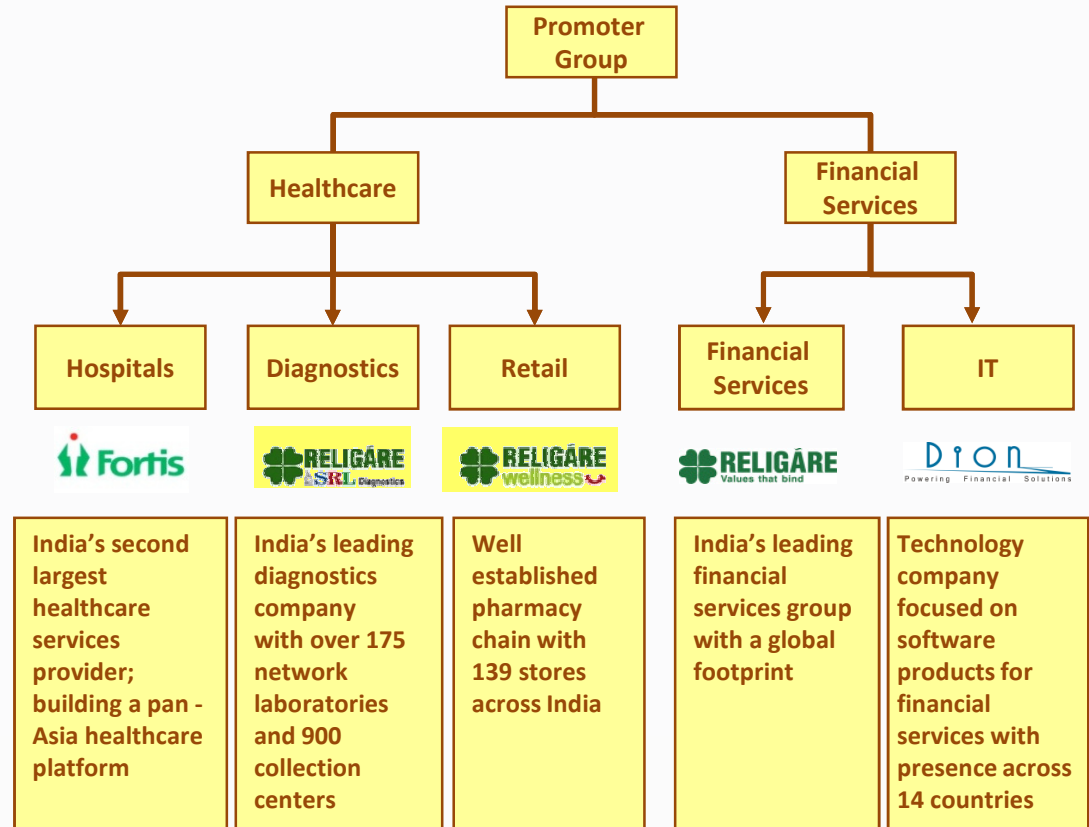 Promoter
Group
Healthcare
Financial
Services
Hospitals
Diagnostics
Retail
Financial
Services
IT
Fortis
RELIGÁRE
SRL Diagnostics
RELIGÁRE
wellness
RELIGÁRE
Values that bind
Dion
Powering Financial Solutions
India’s second
largest
healthcare
services
provider;
building a pan -
Asia healthcare
platform
India’s leading
diagnostics
company
with over 175
network
laboratories
and 900
collection
centers
Well
established
pharmacy
chain with
139 stores
across India
India’s leading
financial
services group
with a global
footprint
Technology
company
focused on
software
products for
financial
services with
presence across
14 countries